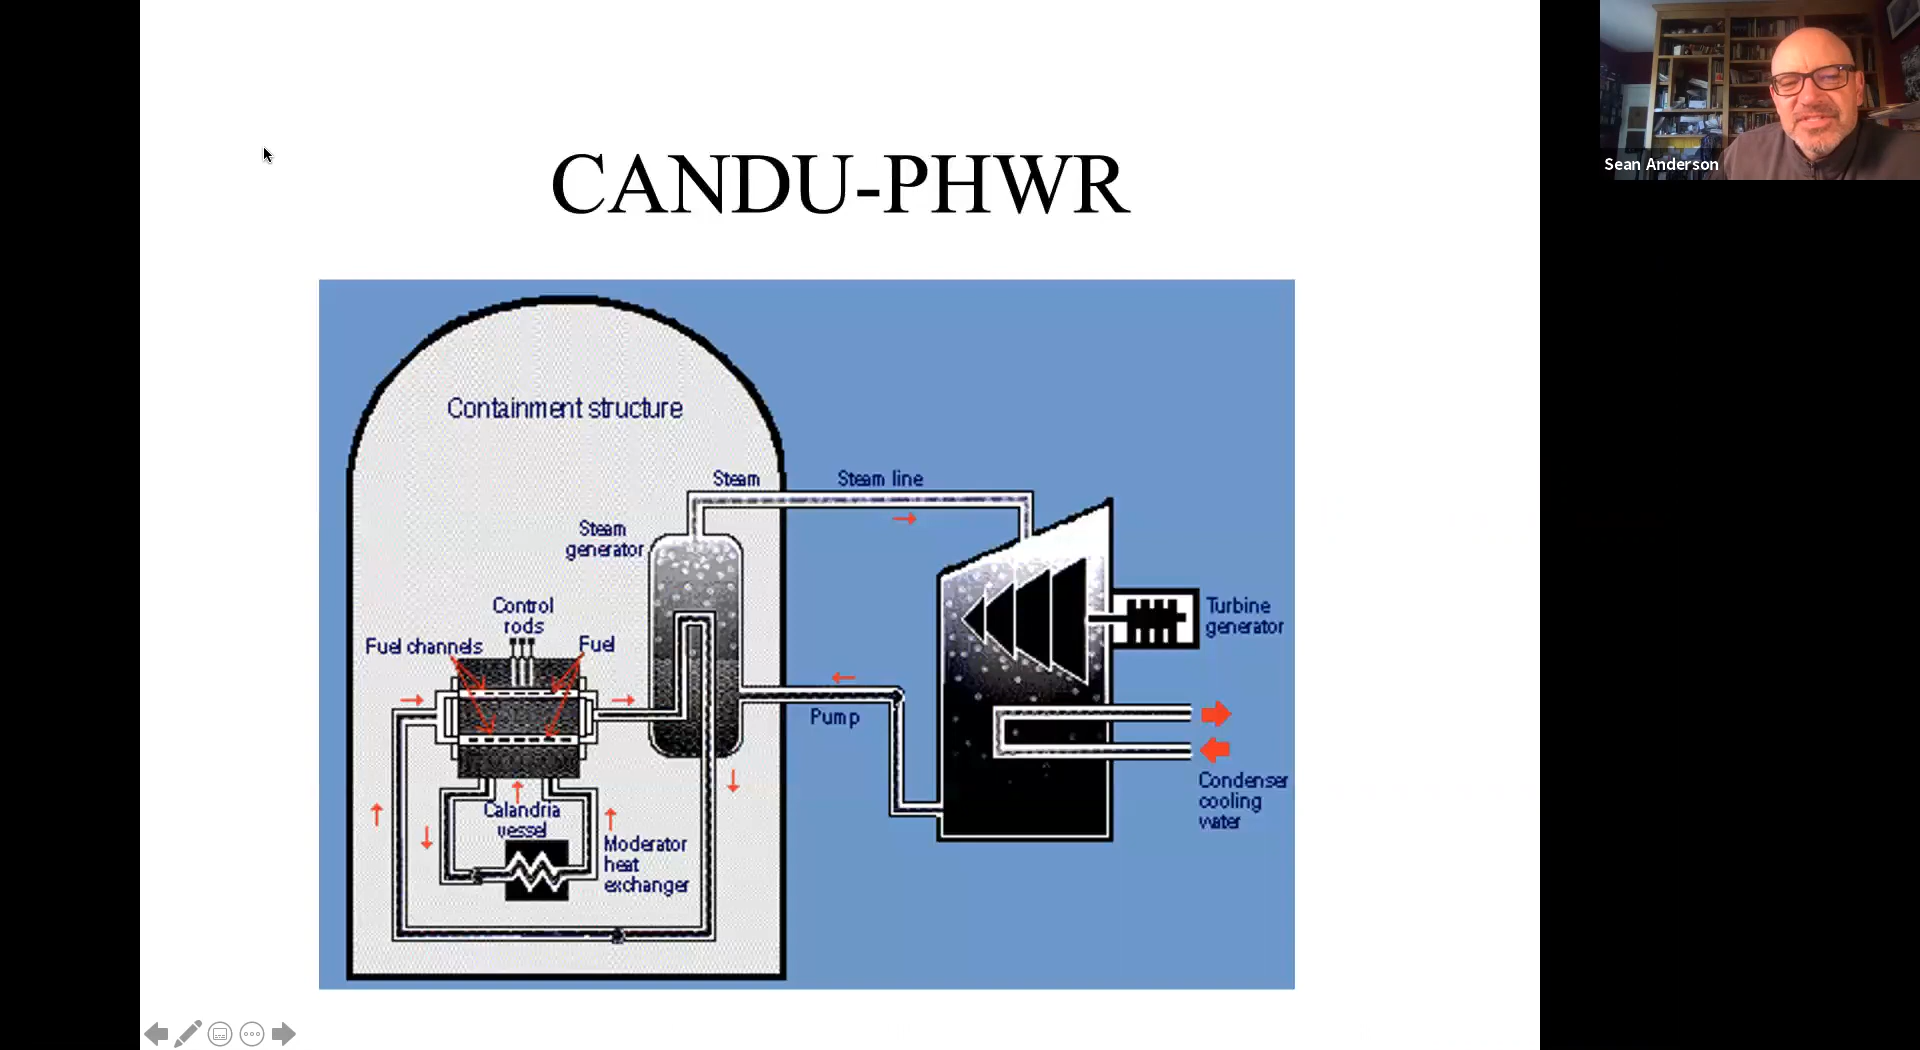 CANDU-PHWR
Sean Anderson
Containment structure
Steam
Steam line
Steam
generator
Control
rods
Fuel channels
Fuel
Turbine
generator
Pump
Condenser
cooling
water
Calandria
vessel
Moderator
heat
exchanger